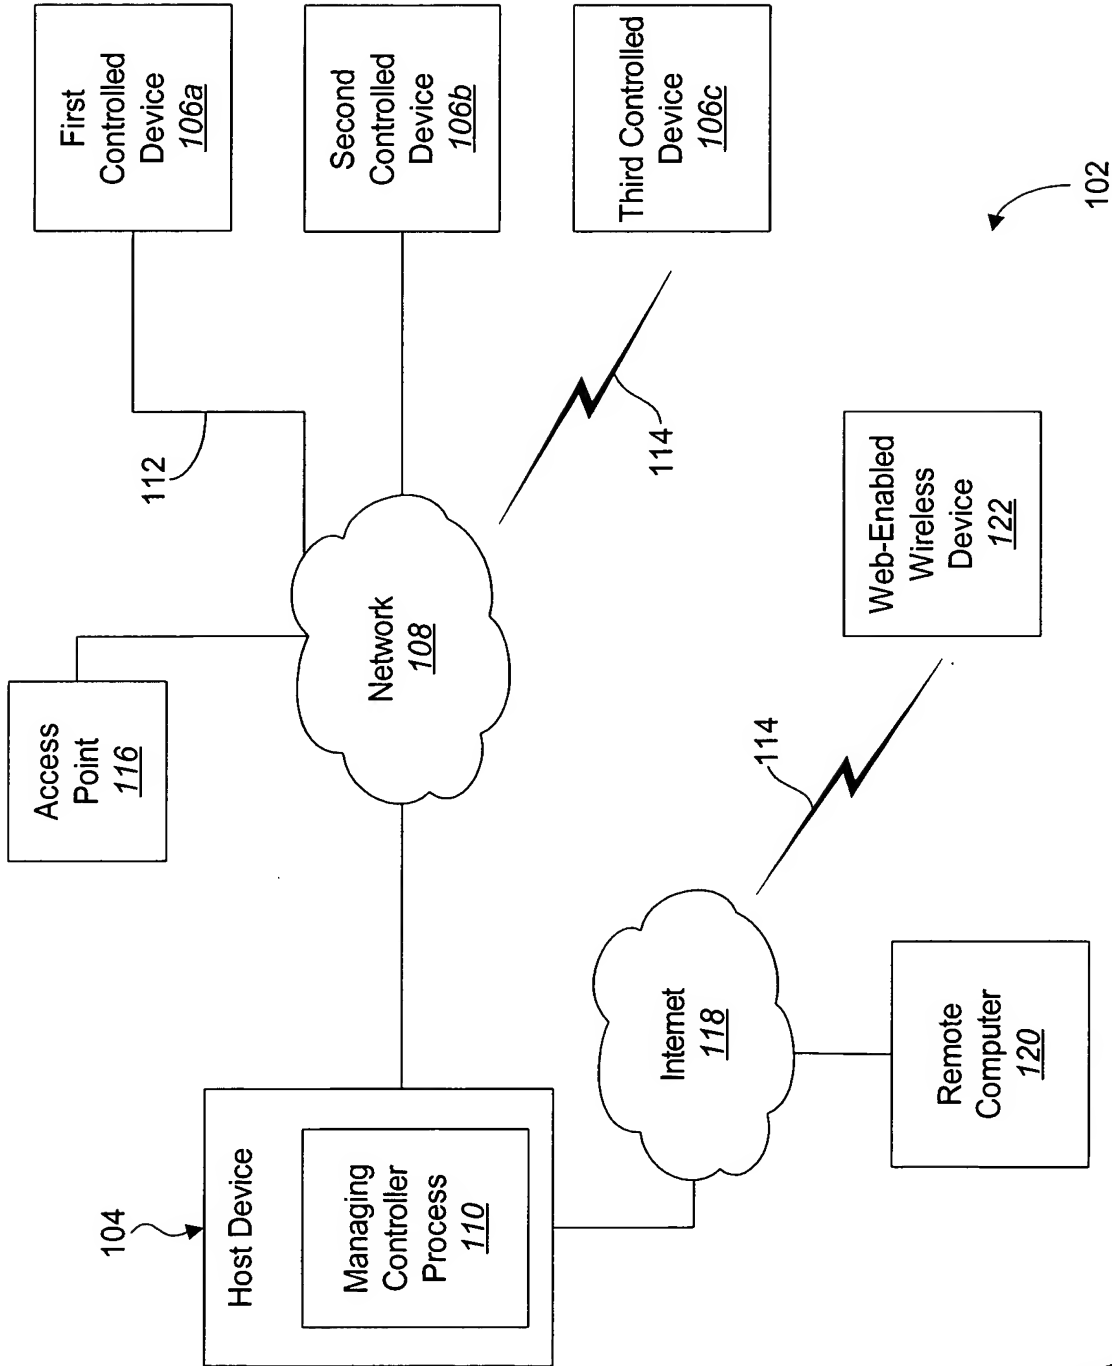 104
Host Device
Managing
Controller
Process
110
Access
Point
116
Network
108
112
First
Controlled
Device
106a
Second
Controlled
Device
106b
Third Controlled
Device
106c
114
Internet
118
114
Remote
Computer
120
Web-Enabled
Wireless
Device
122
102